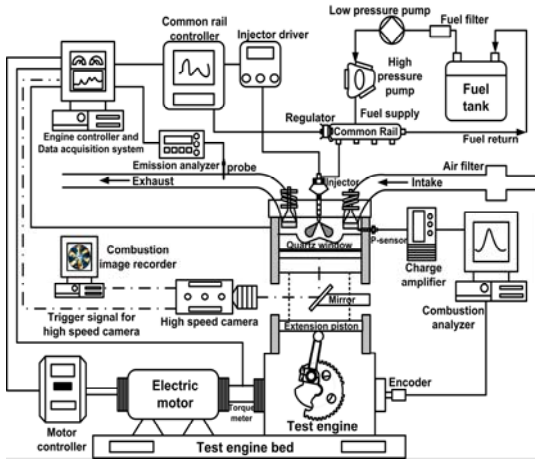 Common rail
controller
Injector driver
Low pressure pump
Fuel filter
High
pressure
pump
Fuel
tank
Fuel supply
Regulator
Common Rail
Fuel return
Engine controller and
Data acquisition system
Emission analyzer
probe
Exhaust
Injector
Intake
Air filter
Quartz window
P-sensor
Charge
amplifier
Combustion
analyzer
Combustion
image recorder
Trigger signal for
high speed camera
High speed camera
Mirror
Extension piston
Electric
motor
Torque
meter
Encoder
Test engine
Motor
controller
Test engine bed